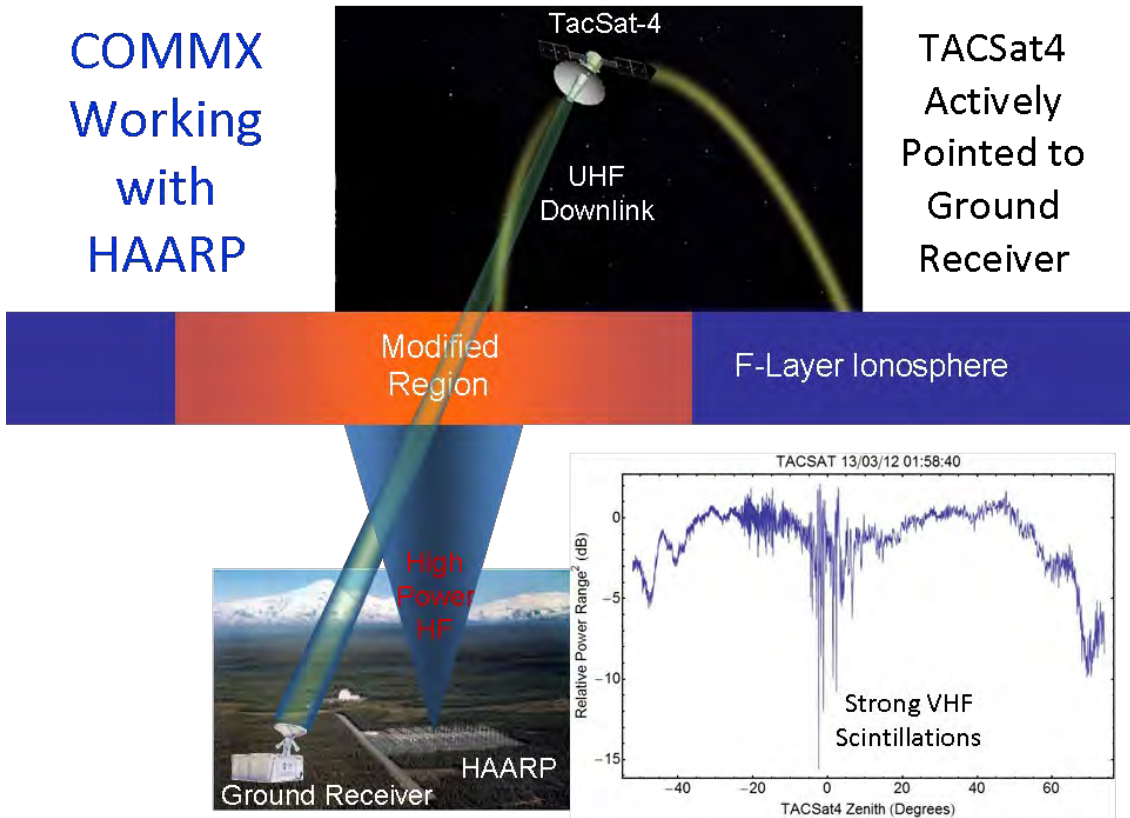 COMMX
Working
with
HAARP
TacSat-4
UHF
Downlink
TACSat4
Actively
Pointed to
Ground
Receiver
Modified
Region
F-Layer Ionosphere
High
Power
HF
HAARP
Ground Receiver
TACSAT 13/03/12 01:58:40
Relative Power Range² (dB)
0
−5
−10
−15
Strong VHF
Scintillations
−40 −20 0 20 40 60
TACSat4 Zenith (Degrees)